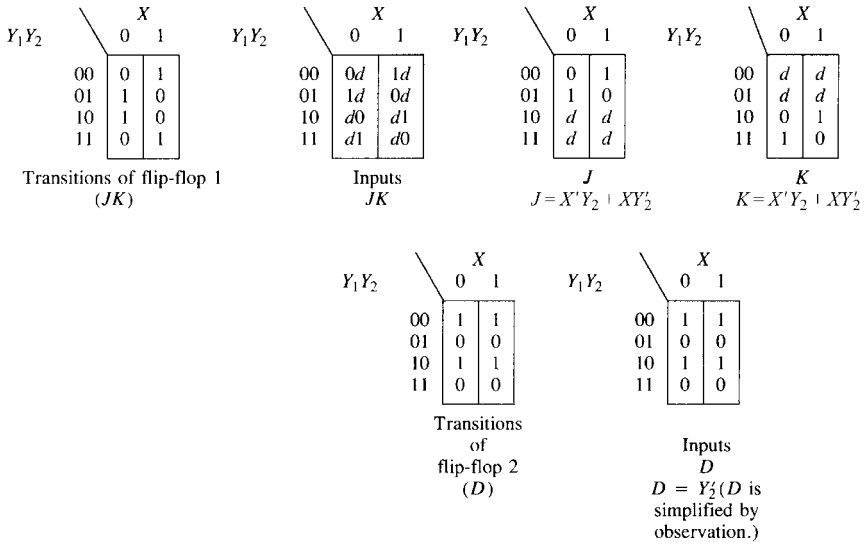 X X X X
Y₁Y₂ 0 1 Y₁Y₂ 0 1 Y₁Y₂ 0 1 Y₁Y₂ 0 1
00 0 1 00 0d 1d 00 0 1 00 d d
01 1 0 01 1d 0d 01 1 0 01 d d
10 1 0 10 d0 d1 10 d d 10 0 1
11 0 1 11 d1 d0 11 d d 11 1 0
Transitions of flip-flop 1 Inputs J K
(JK) JK J = X′Y₂ + XY₂′ K = X′Y₂ + XY₂′
X X
Y₁Y₂ 0 1 Y₁Y₂ 0 1
00 1 1 00 1 1
01 0 0 01 0 0
10 1 1 10 1 1
11 0 0 11 0 0
Transitions
of
flip-flop 2
(D)
Inputs
D
D = Y₂′ (D is
simplified by
observation.)